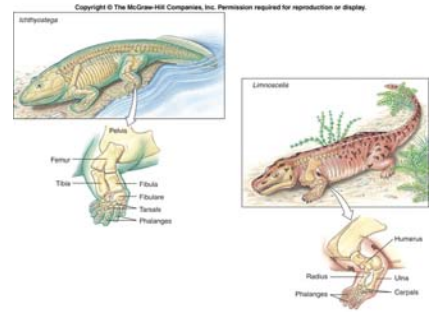 Copyright © The McGraw-Hill Companies, Inc. Permission required for reproduction or display.
Ichthyostega
Pelvis
Femur
Tibia
Fibula
Fibulare
Tarsals
Phalanges
Limnoscelis
Humerus
Radius
Ulna
Carpals
Phalanges